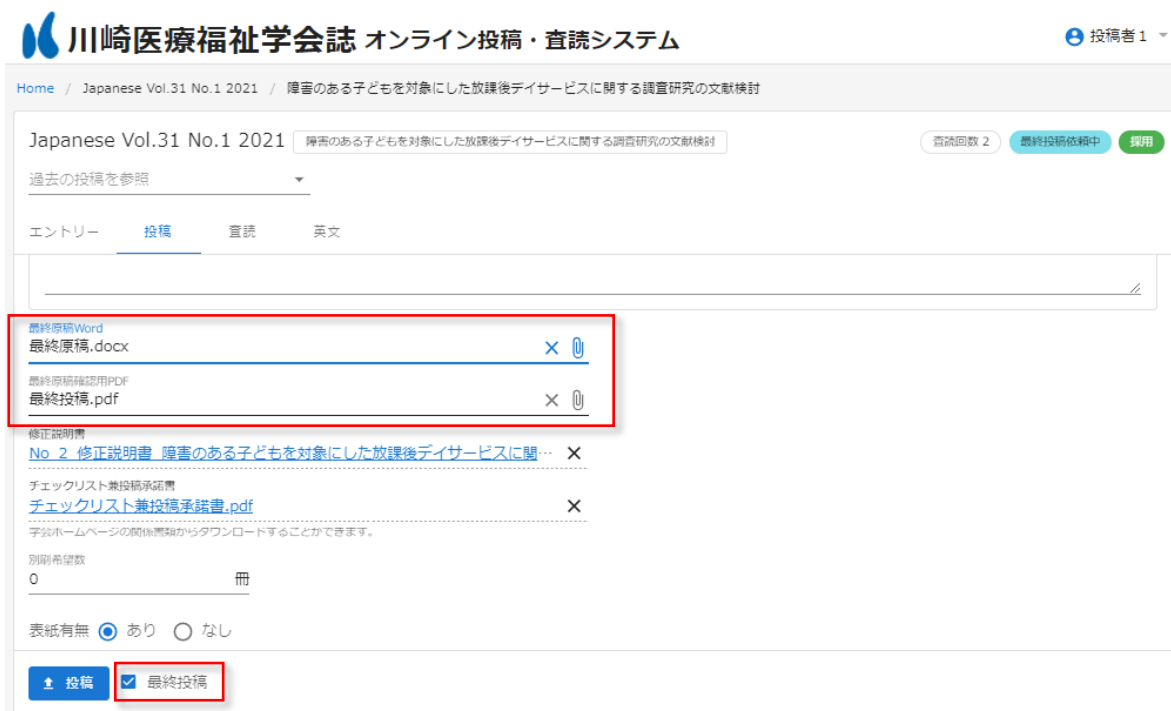 川崎医療福祉学会誌 オンライン投稿・査読システム
投稿者1
Home / Japanese Vol.31 No.1 2021 / 障害のある子どもを対象にした放課後デイサービスに関する調査研究の文献検討
Japanese Vol.31 No.1 2021 障害のある子どもを対象にした放課後デイサービスに関する調査研究の文献検討 査読回数 2 最終投稿依頼中 採用
過去の投稿を参照
エントリー 投稿 査読 英文
最終原稿Word
最終原稿.docx
最終原稿確認用PDF
最終投稿.pdf
修正説明書
No_2_修正説明書_障害のある子どもを対象にした放課後デイサービスに関…
チェックリスト兼投稿承諾書
チェックリスト兼投稿承諾書.pdf
学会ホームページの関係書類からダウンロードすることができます。
別刷希望数
0 冊
表紙有無 あり なし
投稿 最終投稿